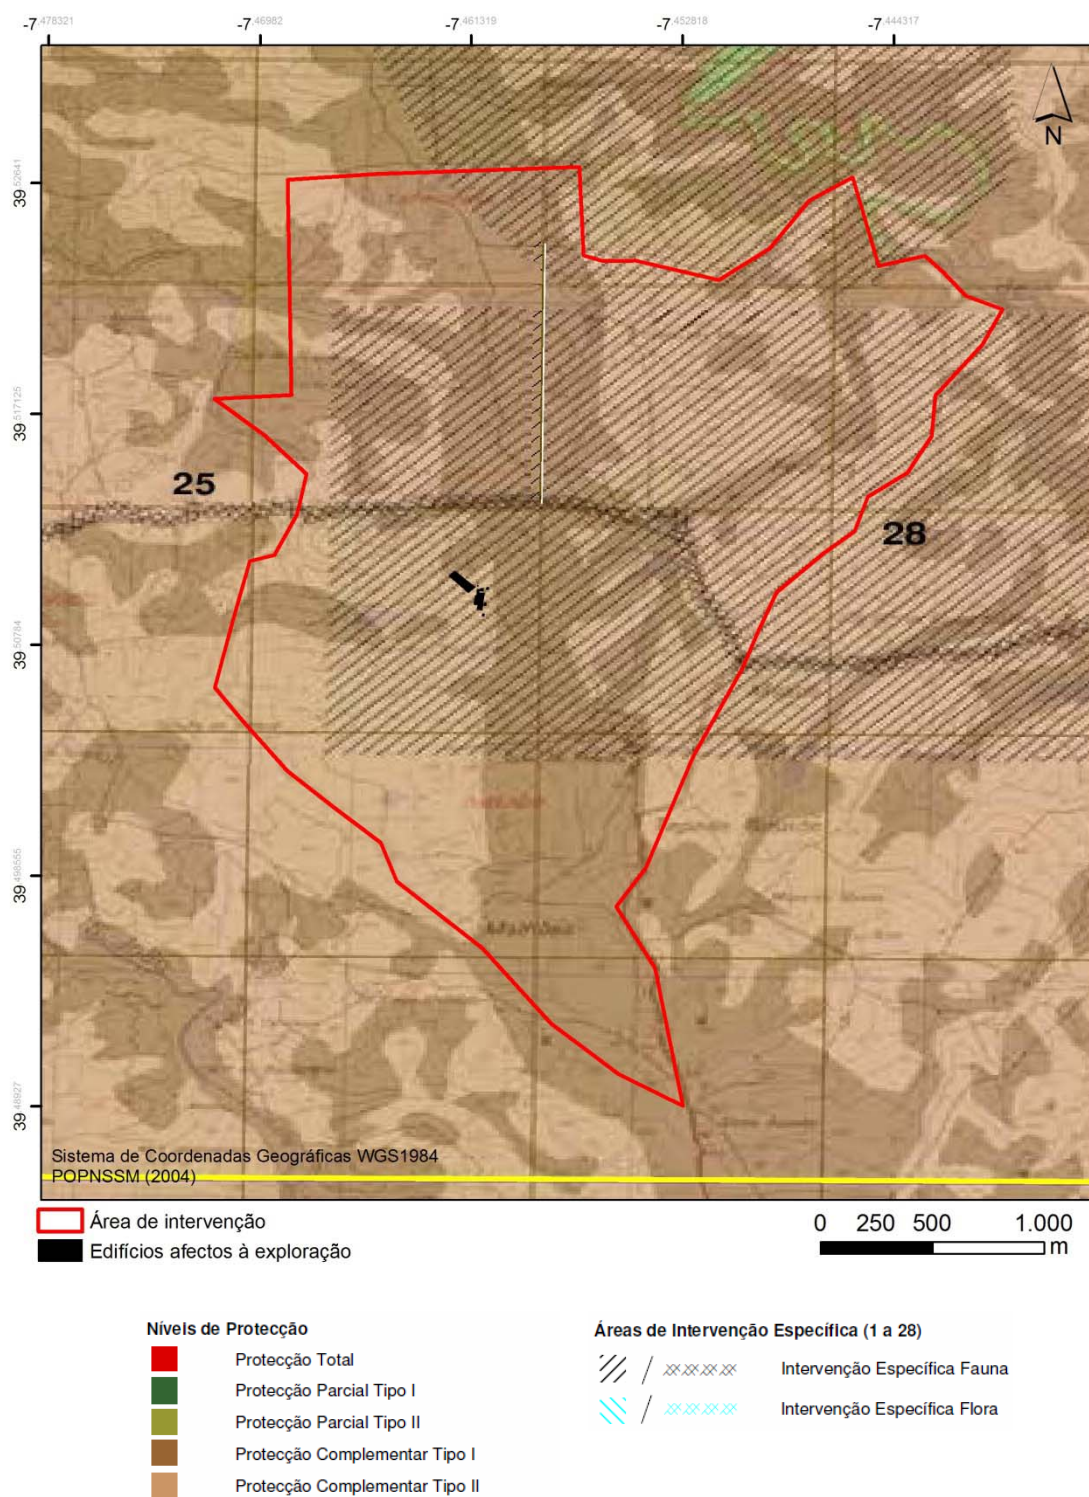 -7.478321 -7.46982 -7.461319 -7.452818 -7.444317
N
39.52641
39.517125
25
28
39.50784
39.498555
39.48927
Sistema de Coordenadas Geográficas WGS1984
POPNSSM (2004)
Área de intervenção
0 250 500 1.000
m
Edifícios afectos à exploração
Níveis de Protecção
Protecção Total
Protecção Parcial Tipo I
Protecção Parcial Tipo II
Protecção Complementar Tipo I
Protecção Complementar Tipo II
Áreas de Intervenção Específica (1 a 28)
/ Intervenção Específica Fauna
/ Intervenção Específica Flora